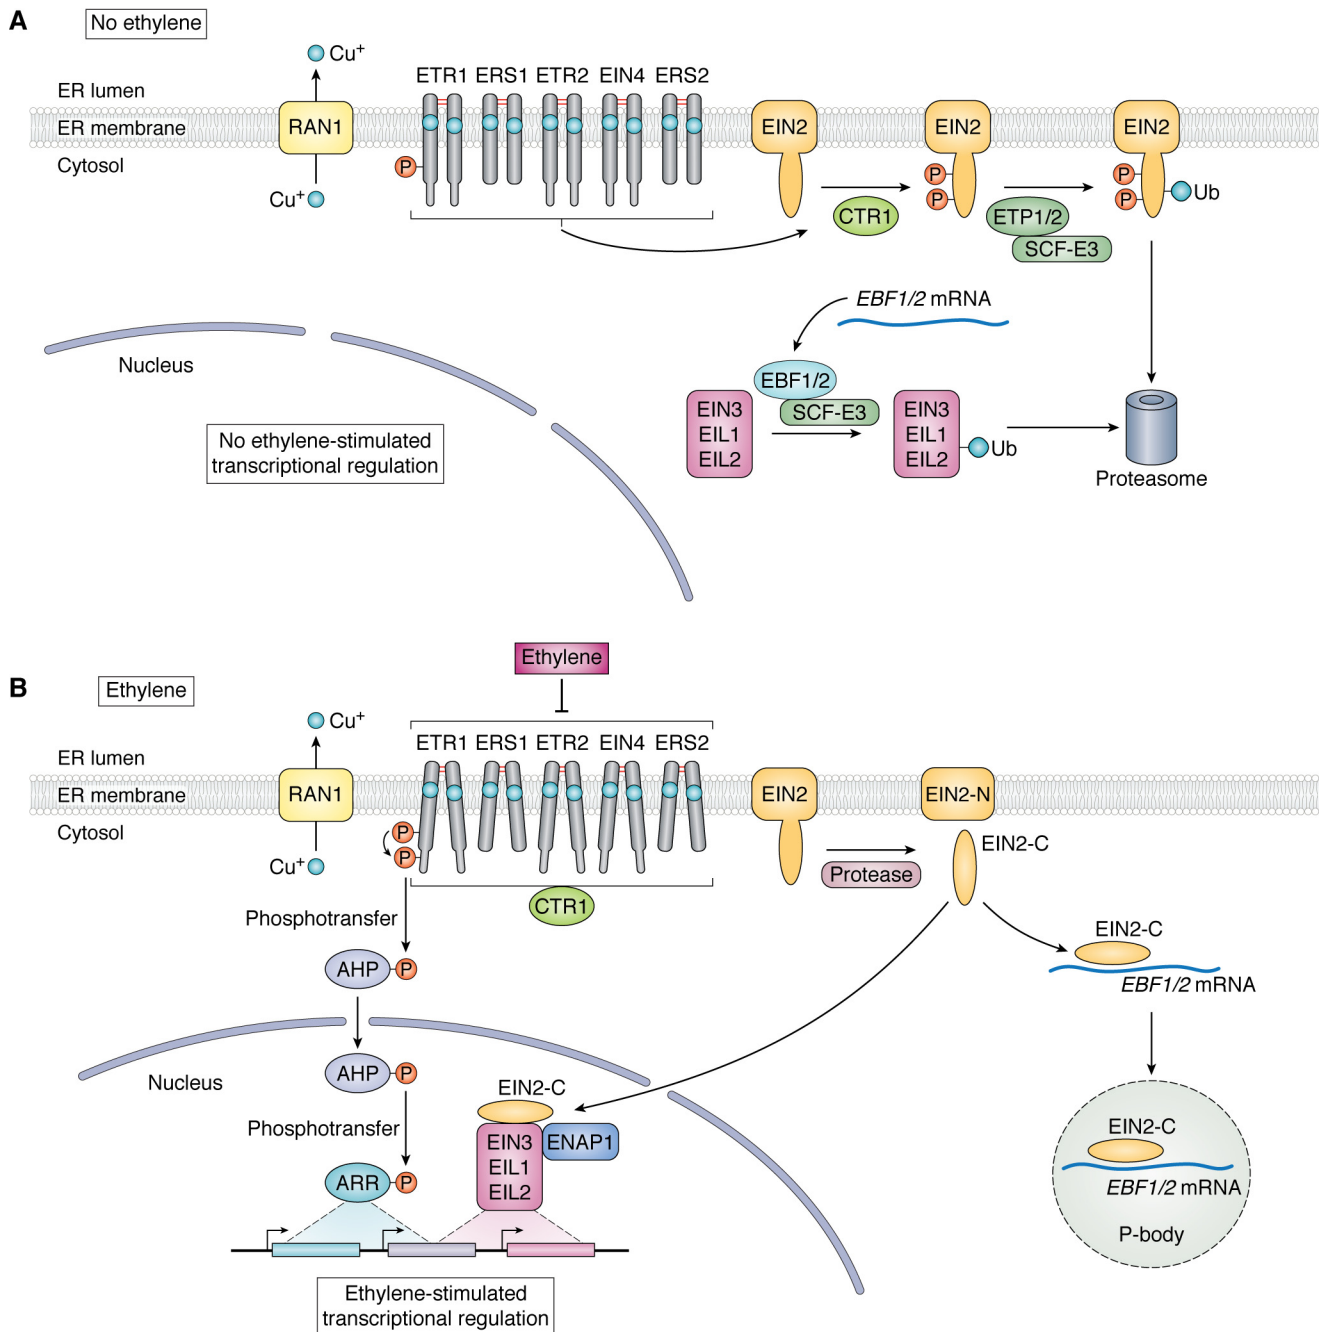 A
No ethylene
Cu+
ETR1 ERS1 ETR2 EIN4 ERS2
ER lumen
ER membrane
Cytosol
RAN1
Cu+
P
EIN2
EIN2
EIN2
P
P
P
P
Ub
CTR1
ETP1/2
SCF-E3
EBF1/2 mRNA
Nucleus
EBF1/2
SCF-E3
EIN3
EIL1
EIL2
EIN3
EIL1
EIL2
Ub
Proteasome
No ethylene-stimulated
transcriptional regulation
Ethylene
B
Ethylene
Cu+
ETR1 ERS1 ETR2 EIN4 ERS2
ER lumen
ER membrane
Cytosol
RAN1
Cu+
P
P
EIN2
EIN2-N
EIN2-C
Protease
CTR1
Phosphotransfer
AHP
P
EIN2-C
EBF1/2 mRNA
Nucleus
AHP
P
Phosphotransfer
ARR
P
EIN2-C
EIN3
EIL1
EIL2
ENAP1
EIN2-C
EBF1/2 mRNA
P-body
Ethylene-stimulated
transcriptional regulation